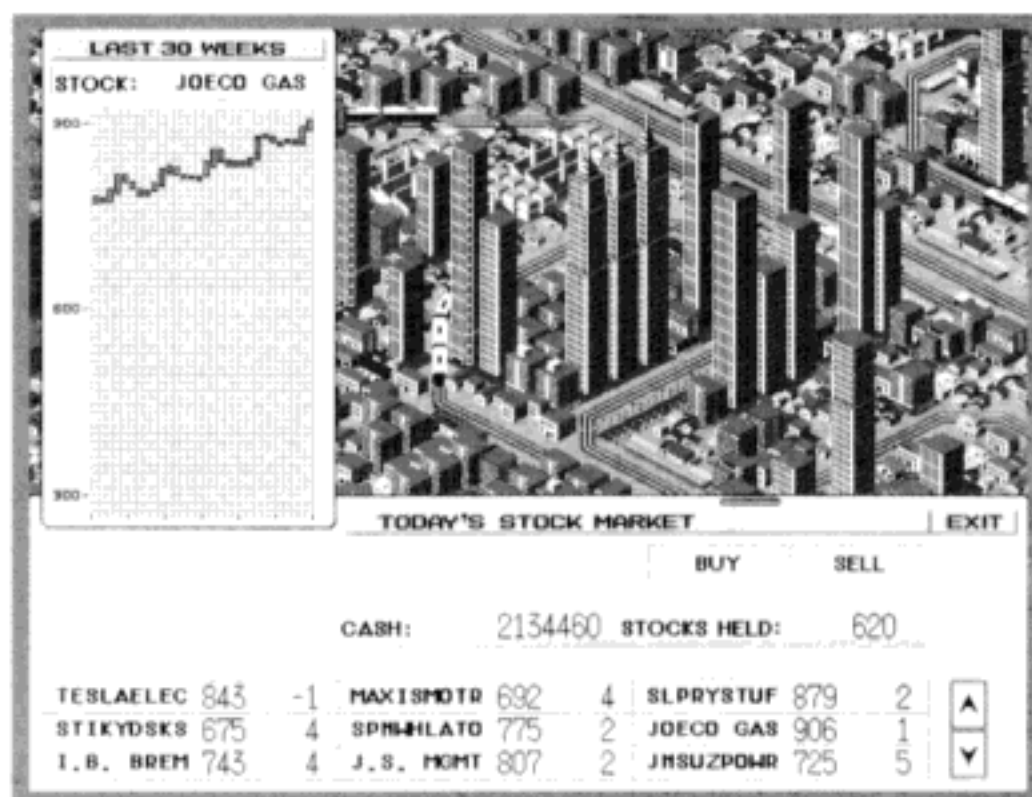 LAST 30 WEEKS
STOCK: JOECO GAS
900
600
300
TODAY'S STOCK MARKET EXIT
BUY SELL
CASH: 2134460 STOCKS HELD: 620
TESLAELEC 843 -1 MAXISMOTR 692 4 SLPRYSTUF 879 2
STIKYDSKS 675 4 SPMWHLATO 775 2 JOECO GAS 906 1
I.B. BREM 743 4 J.S. MGMT 807 2 JMSUZPOWR 725 5